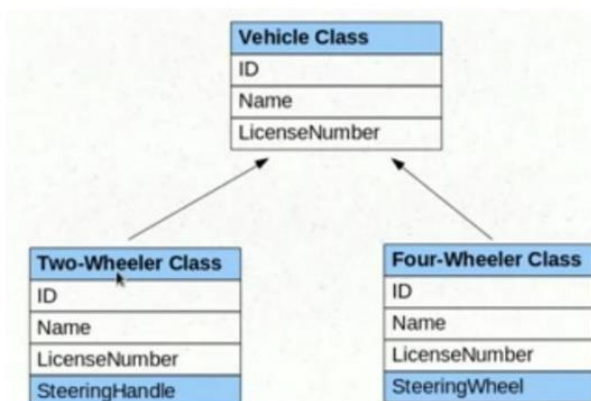 Vehicle Class
ID
Name
LicenseNumber
Two-Wheeler Class
ID
Name
LicenseNumber
SteeringHandle
Four-Wheeler Class
ID
Name
LicenseNumber
SteeringWheel